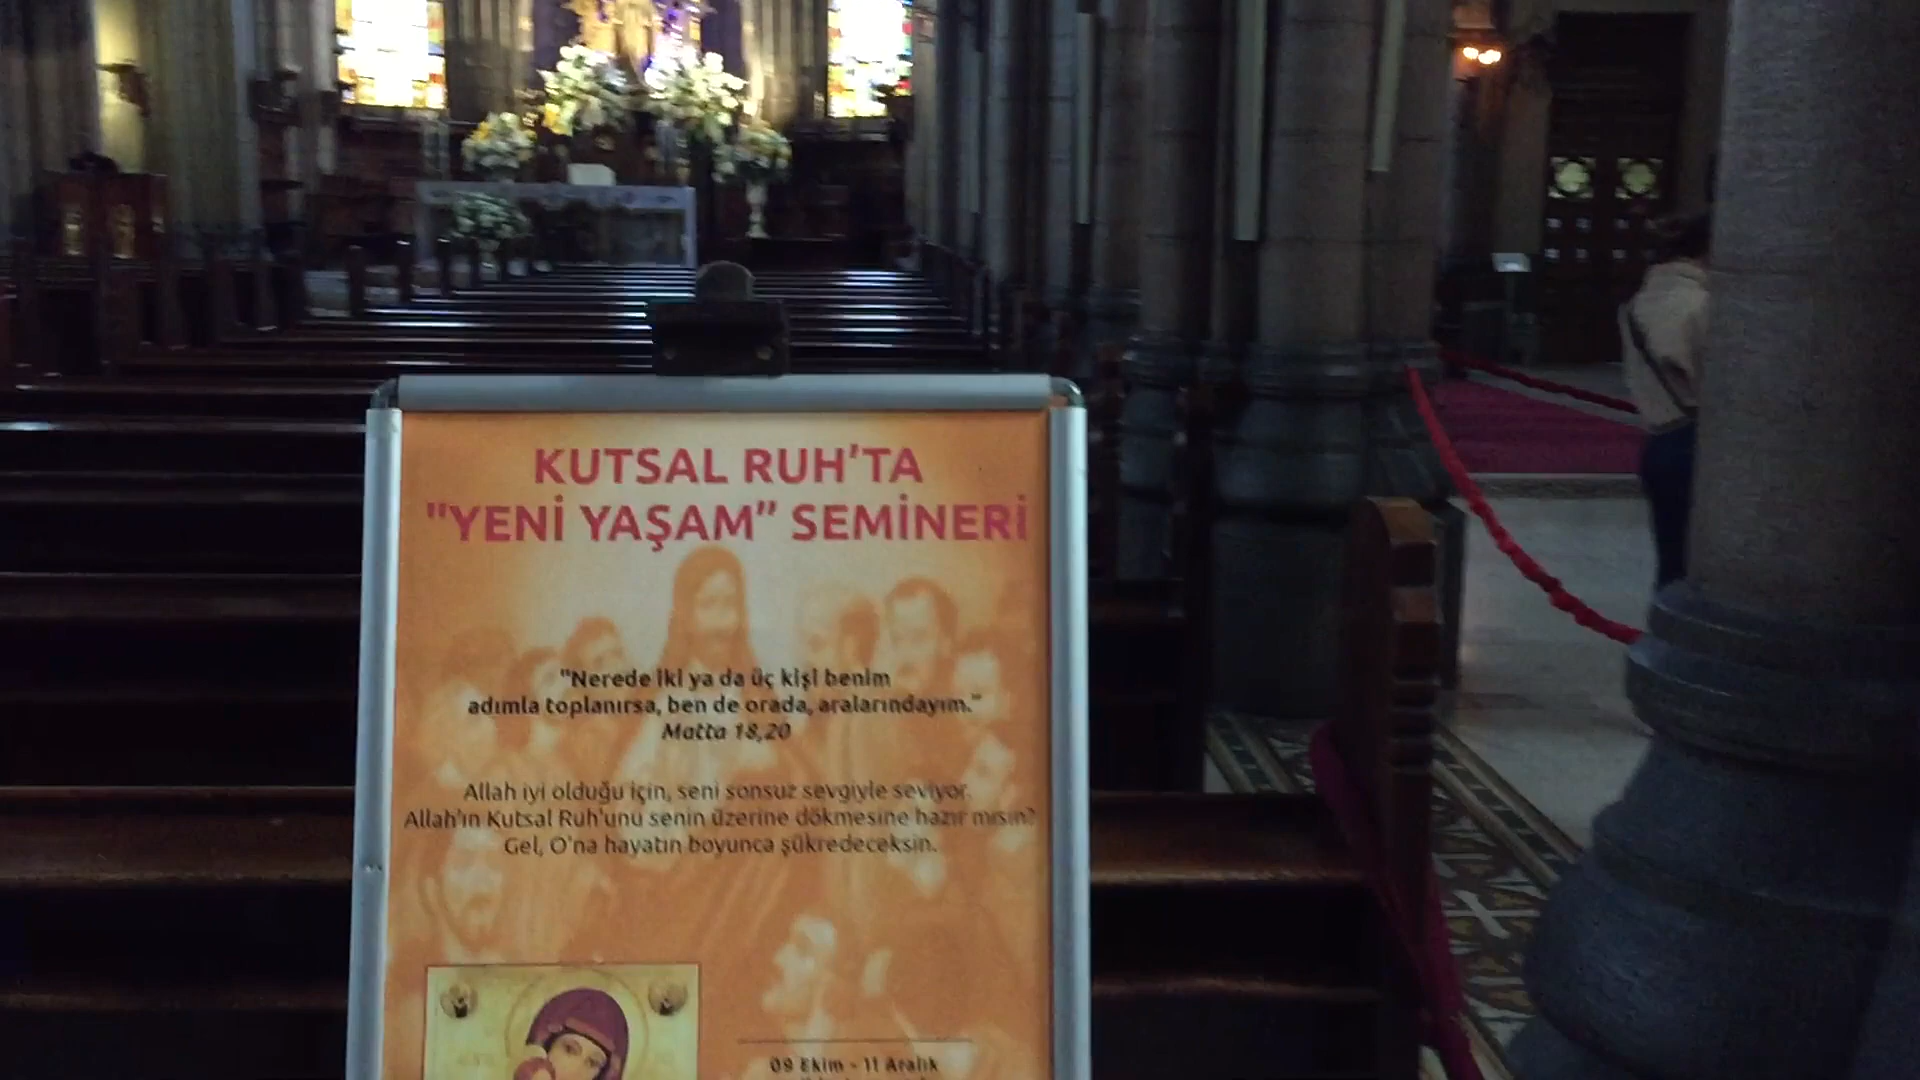 KUTSAL RUH'TA
"YENİ YAŞAM" SEMİNERİ
"Nerede iki ya da üç kişi benim
adımla toplanırsa, ben de orada, aralarındayım."
Matta 18,20
Allah iyi olduğu için, seni sonsuz sevgiyle seviyor.
Allah'ın Kutsal Ruh'unu senin üzerine dökmesine hazır mısın?
Gel, O'na hayatın boyunca şükredeceksin.
09 Ekim - 11 Aralık